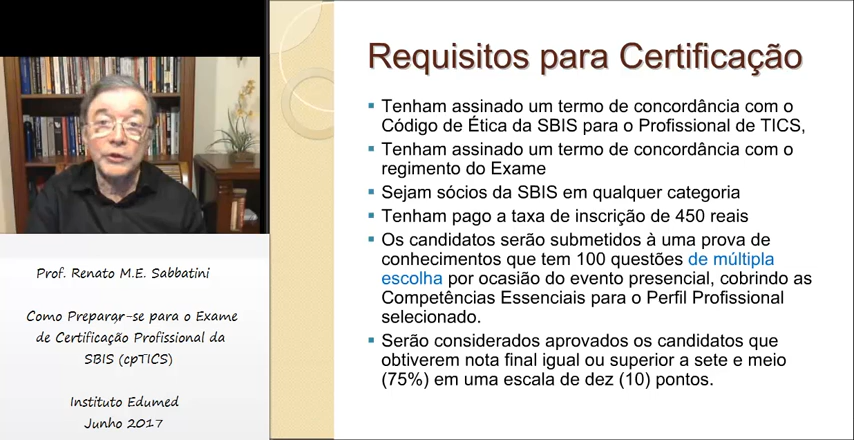 Requisitos para Certificação
Tenham assinado um termo de concordância com o
Código de Ética da SBIS para o Profissional de TICS,
Tenham assinado um termo de concordância com o
regimento do Exame
Sejam sócios da SBIS em qualquer categoria
Tenham pago a taxa de inscrição de 450 reais
Os candidatos serão submetidos à uma prova de
conhecimentos que tem 100 questões de múltipla
escolha por ocasião do evento presencial, cobrindo as
Competências Essenciais para o Perfil Profissional
selecionado.
Serão considerados aprovados os candidatos que
obtiverem nota final igual ou superior a sete e meio
(75%) em uma escala de dez (10) pontos.
Prof. Renato M.E. Sabbatini
Como Preparar-se para o Exame
de Certificação Profissional da
SBIS (cpTICS)
Instituto Edumed
Junho 2017